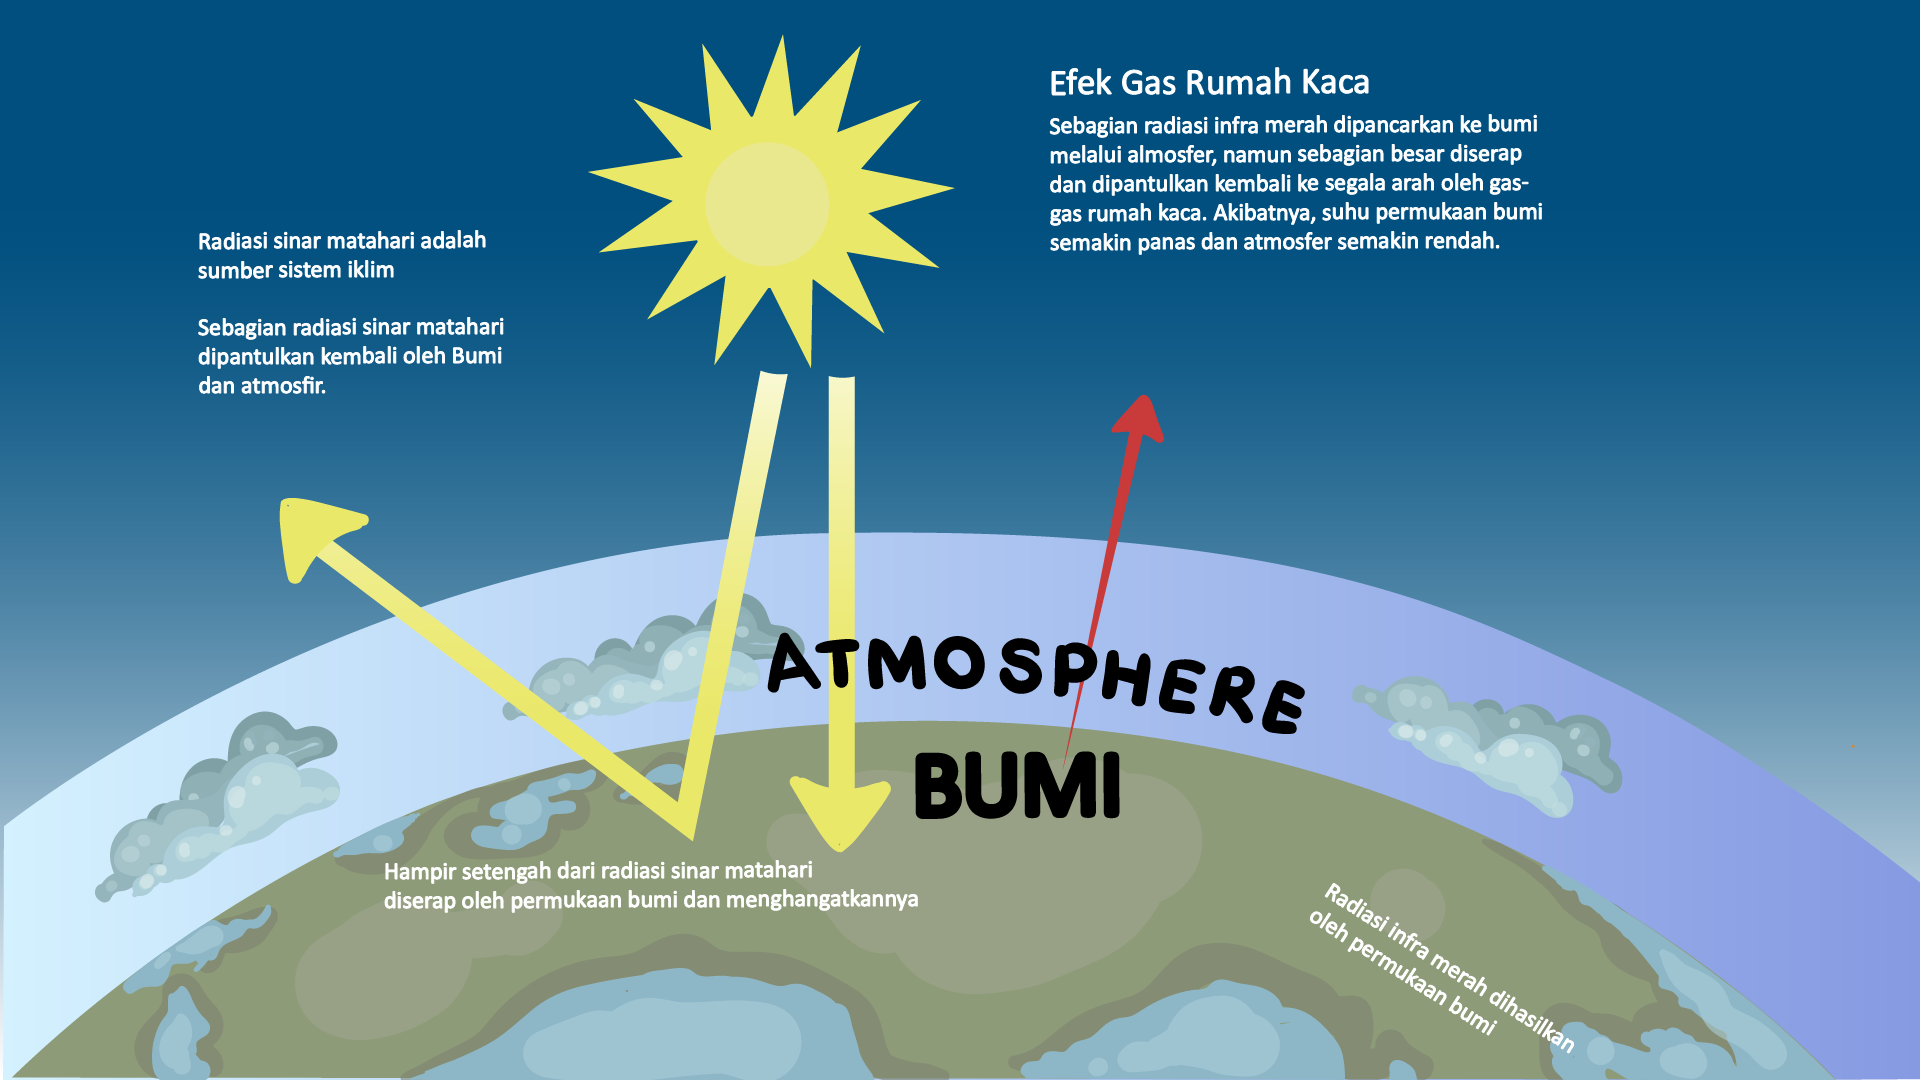 Efek Gas Rumah Kaca
Sebagian radiasi infra merah dipancarkan ke bumi
melalui almosfer, namun sebagian besar diserap
dan dipantulkan kembali ke segala arah oleh gas-
gas rumah kaca. Akibatnya, suhu permukaan bumi
semakin panas dan atmosfer semakin rendah.
Radiasi sinar matahari adalah
sumber sistem iklim
Sebagian radiasi sinar matahari
dipantulkan kembali oleh Bumi
dan atmosfir.
ATMOSPHERE
BUMI
Hampir setengah dari radiasi sinar matahari
diserap oleh permukaan bumi dan menghangatkannya
Radiasi infra merah dihasilkan
oleh permukaan bumi